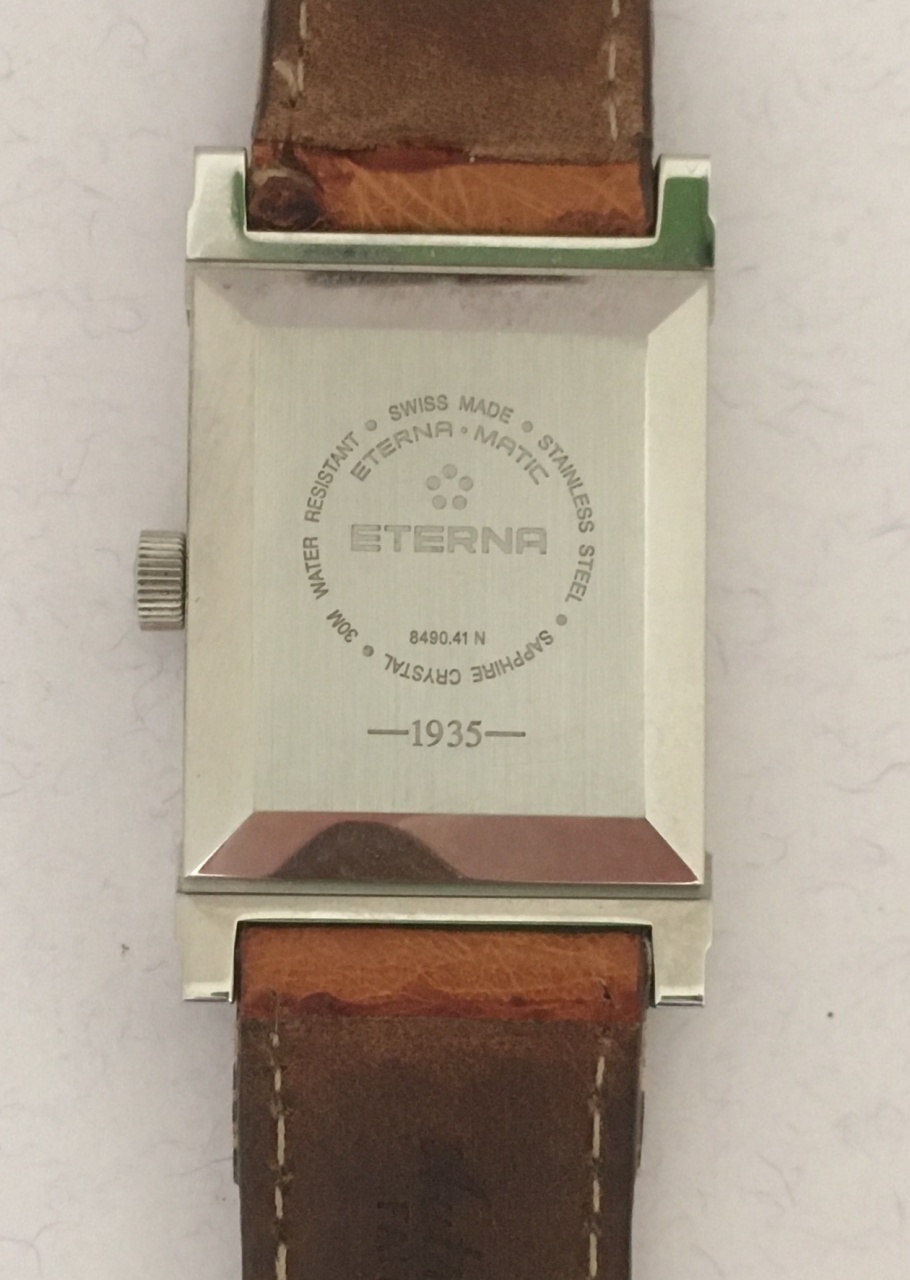 SWISS MADE • STAINLESS STEEL • SAPPHIRE CRYSTAL • 30M WATER RESISTANT •
ETERNA•MATIC
ETERNA
8490.41 N
—1935—